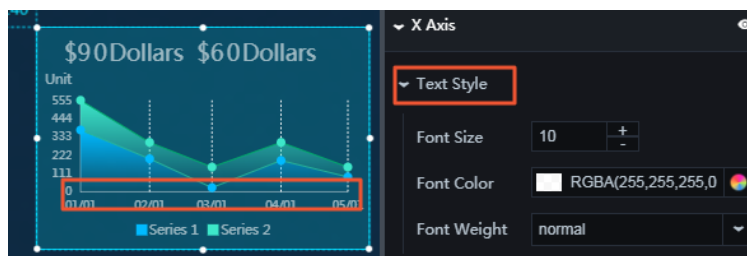 $90Dollars $60Dollars
Unit
555
444
333
222
111
0
01/01 02/01 03/01 04/01 05/0
Series 1 Series 2
X Axis
Text Style
Font Size 10 + -
Font Color RGBA(255,255,255,0
Font Weight normal